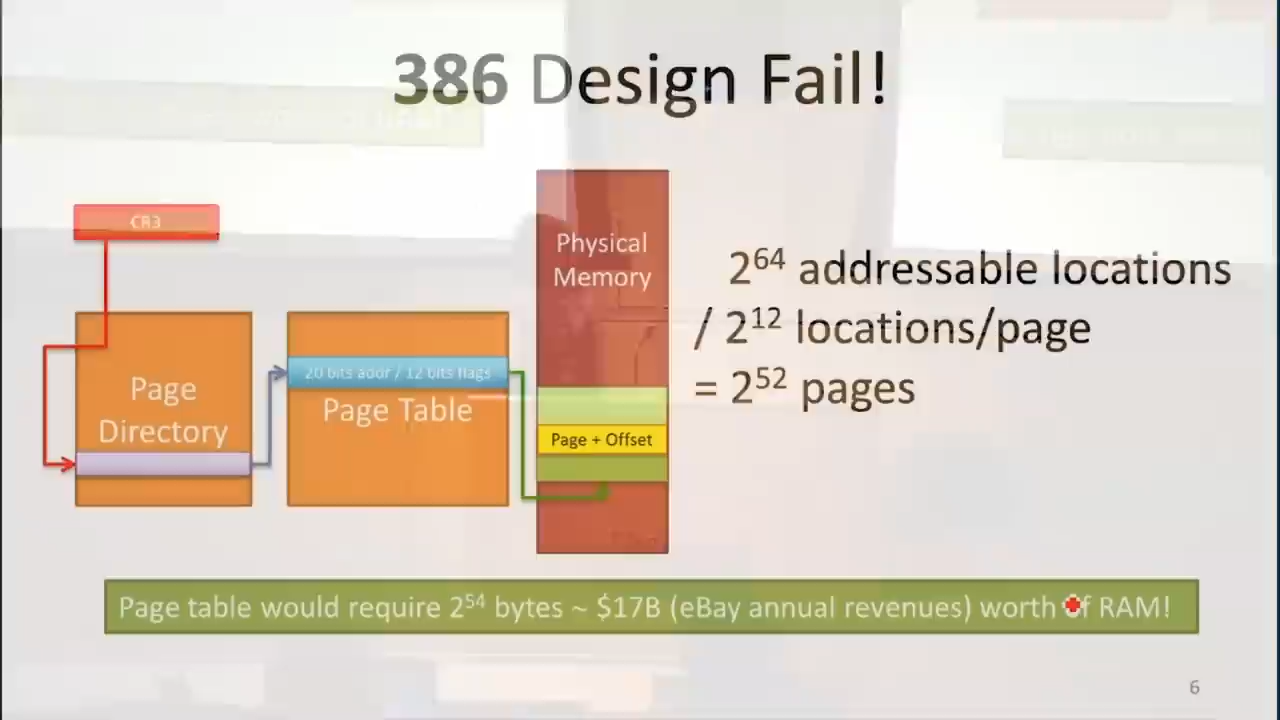 386 Design Fail!
CR3
Physical
Memory
2⁶⁴ addressable locations
/ 2¹² locations/page
= 2⁵² pages
Page
Directory
20 bits addr / 12 bits flags
Page Table
Page + Offset
Page table would require 2⁵⁴ bytes ~ $17B (eBay annual revenues) worth of RAM!
6